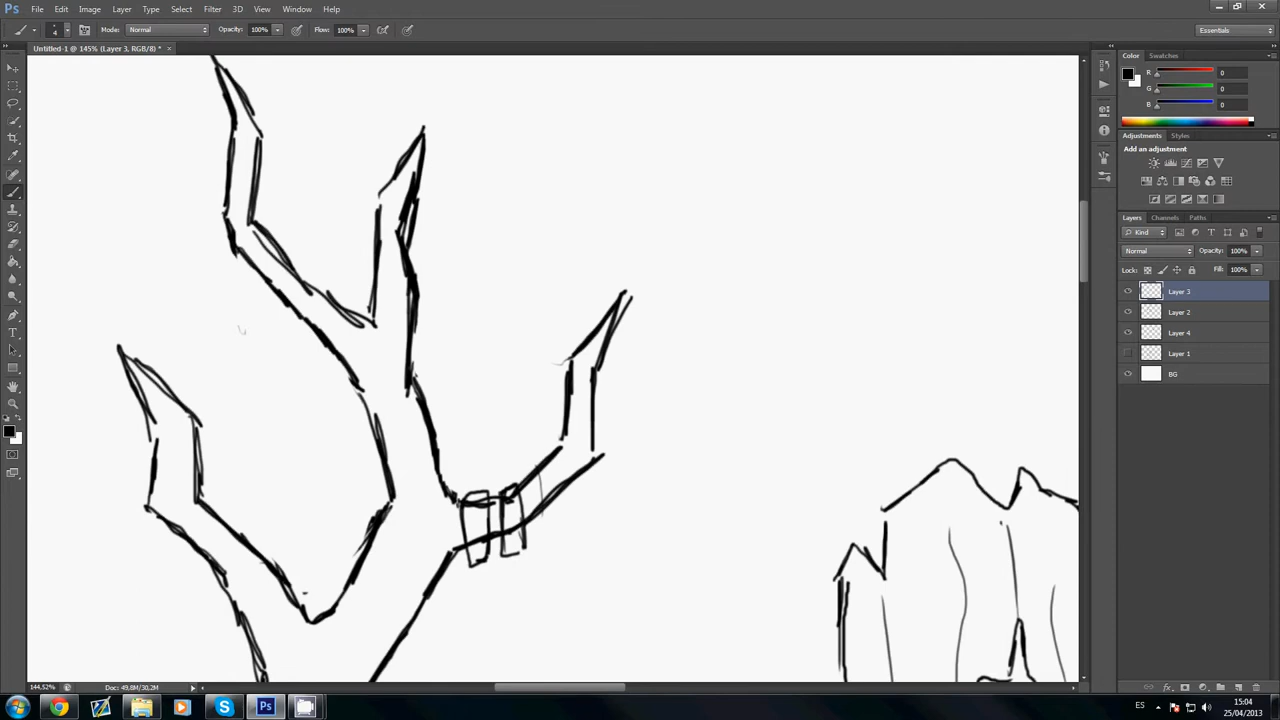 Ps File Edit Image Layer Type Select Filter 3D View Window Help
4 Mode: Normal Opacity: 100% Flow: 100% Essentials
Untitled-1 @ 145% (Layer 3, RGB/8) * ×
Color Swatches
R 0
G 0
B 0
Adjustments Styles
Add an adjustment
Layers Channels Paths
Kind
Normal Opacity: 100%
Lock: Fill: 100%
Layer 3
Layer 2
Layer 4
Layer 1
BG
144,52% Doc: 49,8M/30,2M
ES 15:04
25/04/2013